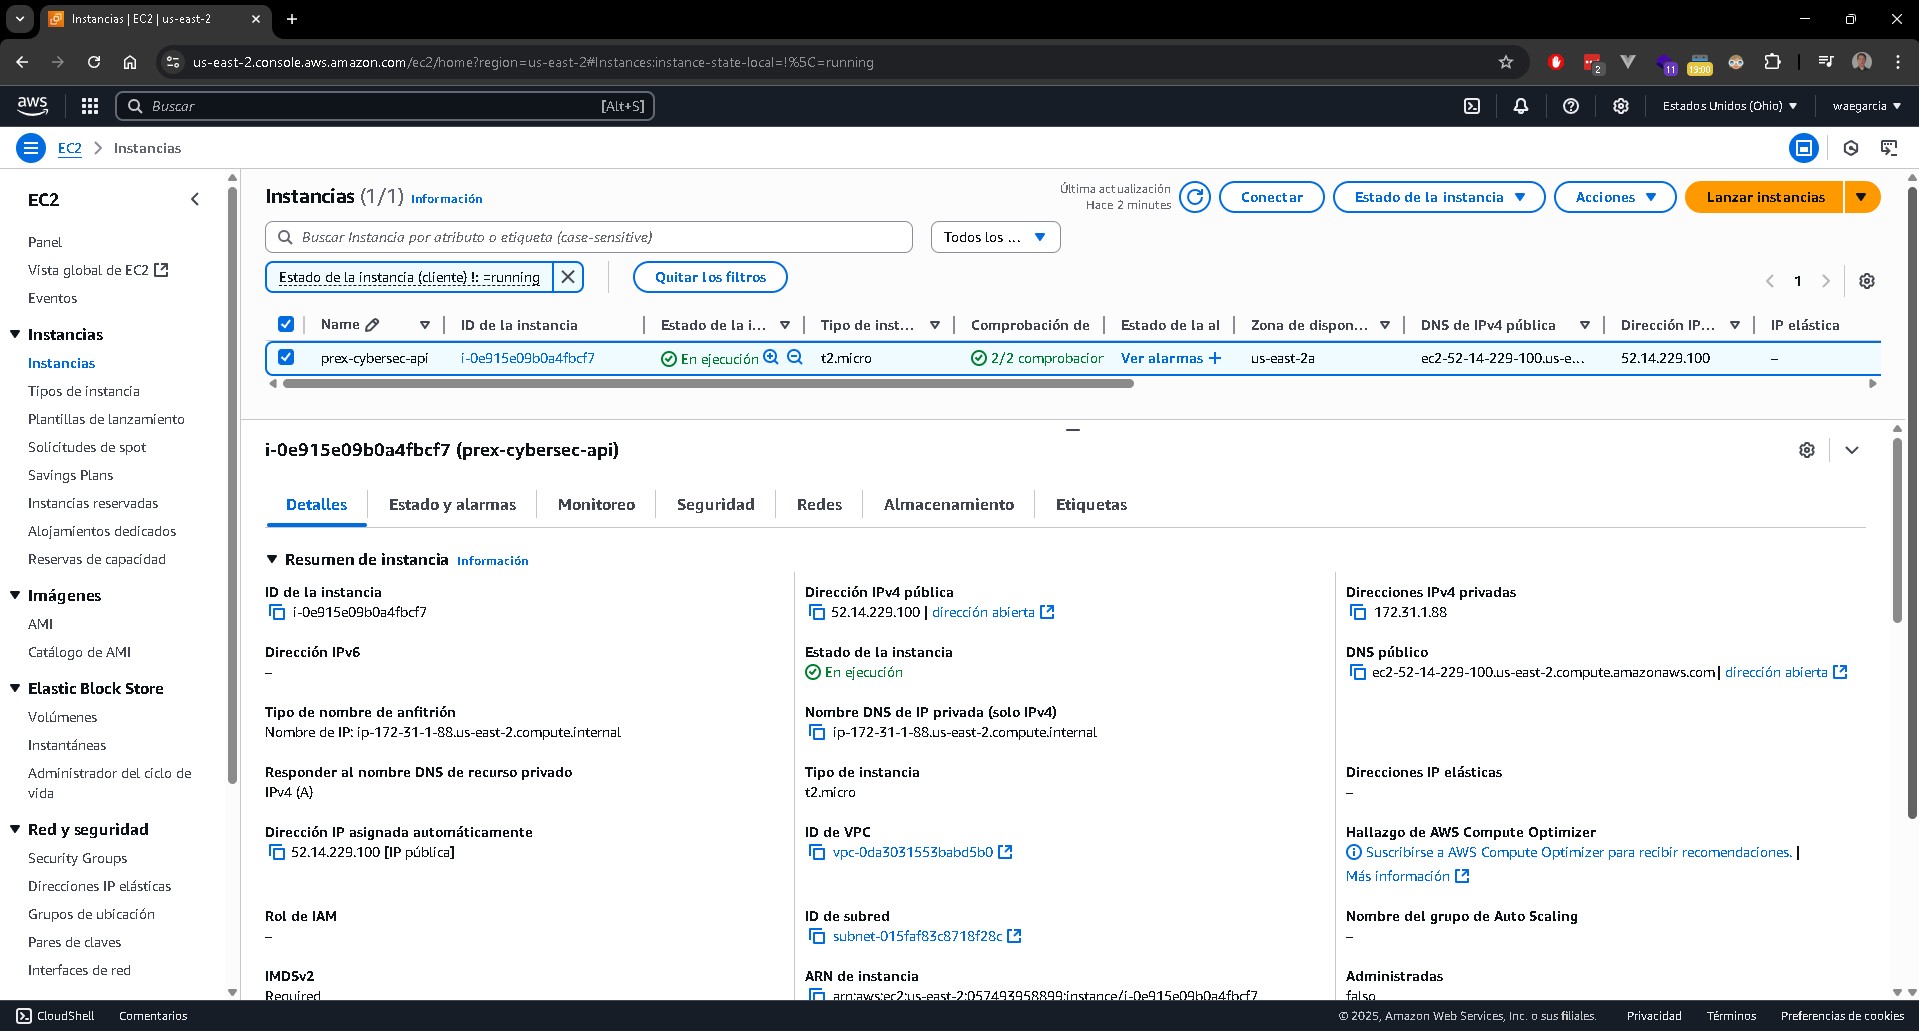 Instancias | EC2 | us-east-2
us-east-2.console.aws.amazon.com/ec2/home?region=us-east-2#Instances:instance-state-local=!%5C=running
2
11
19:00
aws
Buscar
[Alt+S]
Estados Unidos (Ohio)
waegarcia
EC2
Instancias
EC2
Panel
Vista global de EC2
Eventos
Instancias
Instancias
Tipos de instancia
Plantillas de lanzamiento
Solicitudes de spot
Savings Plans
Instancias reservadas
Alojamientos dedicados
Reservas de capacidad
Imágenes
AMI
Catálogo de AMI
Elastic Block Store
Volúmenes
Instantáneas
Administrador del ciclo de
vida
Red y seguridad
Security Groups
Direcciones IP elásticas
Grupos de ubicación
Pares de claves
Interfaces de red
Instancias (1/1) Información
Última actualización
Hace 2 minutes
Conectar
Estado de la instancia
Acciones
Lanzar instancias
Buscar Instancia por atributo o etiqueta (case-sensitive)
Todos los ...
Estado de la instancia (cliente) !: =running
Quitar los filtros
1
Name ID de la instancia Estado de la i... Tipo de inst... Comprobación de Estado de la al Zona de dispon... DNS de IPv4 pública Dirección IP... IP elástica
prex-cybersec-api i-0e915e09b0a4fbcf7 En ejecución t2.micro 2/2 comprobacior Ver alarmas us-east-2a ec2-52-14-229-100.us-e... 52.14.229.100 –
i-0e915e09b0a4fbcf7 (prex-cybersec-api)
Detalles Estado y alarmas Monitoreo Seguridad Redes Almacenamiento Etiquetas
Resumen de instancia Información
ID de la instancia
i-0e915e09b0a4fbcf7
Dirección IPv4 pública
52.14.229.100 | dirección abierta
Direcciones IPv4 privadas
172.31.1.88
Dirección IPv6
–
Estado de la instancia
En ejecución
DNS público
ec2-52-14-229-100.us-east-2.compute.amazonaws.com | dirección abierta
Tipo de nombre de anfitrión
Nombre de IP: ip-172-31-1-88.us-east-2.compute.internal
Nombre DNS de IP privada (solo IPv4)
ip-172-31-1-88.us-east-2.compute.internal
Responder al nombre DNS de recurso privado
IPv4 (A)
Tipo de instancia
t2.micro
Direcciones IP elásticas
–
Dirección IP asignada automáticamente
52.14.229.100 [IP pública]
ID de VPC
vpc-0da3031553babd5b0
Hallazgo de AWS Compute Optimizer
Suscribirse a AWS Compute Optimizer para recibir recomendaciones. |
Más información
Rol de IAM
–
ID de subred
subnet-015faf83c8718f28c
Nombre del grupo de Auto Scaling
–
IMDSv2
Required
ARN de instancia
arn:aws:ec2:us-east-2:057493958899:instance/i-0e915e09b0a4fbcf7
Administradas
falso
CloudShell Comentarios
© 2025, Amazon Web Services, Inc. o sus filiales. Privacidad Términos Preferencias de cookies